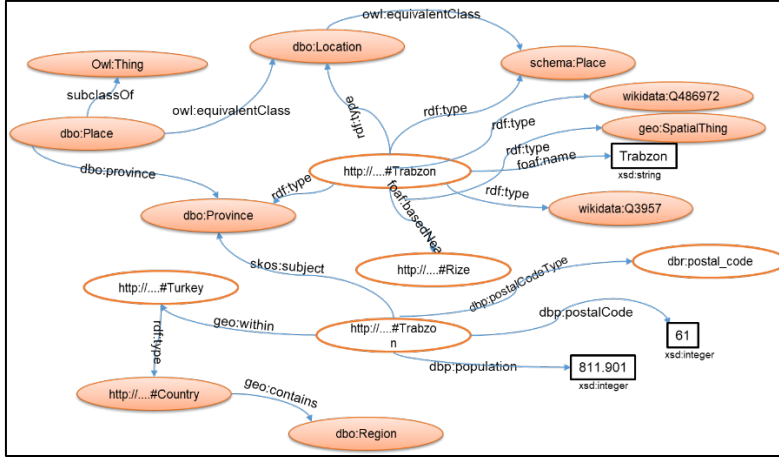 owl:equivalentClass
dbo:Location
Owl:Thing
schema:Place
subclassOf
owl:equivalentClass
rdf:type
rdf:type
wikidata:Q486972
dbo:Place
rdf:type
geo:SpatialThing
rdf:type
foaf:name
Trabzon
xsd:string
dbo:province
http://....#Trabzon
rdf:type
rdf:type
foaf:basedNea
dbo:Province
wikidata:Q3957
skos:subject
http://....#Rize
dbp:postalCodeType
dbr:postal_code
http://....#Turkey
dbp:postalCode
rdf:type
geo:within
http://....#Trabzo
n
61
xsd:integer
dbp:population
811.901
xsd:integer
http://....#Country
geo:contains
dbo:Region